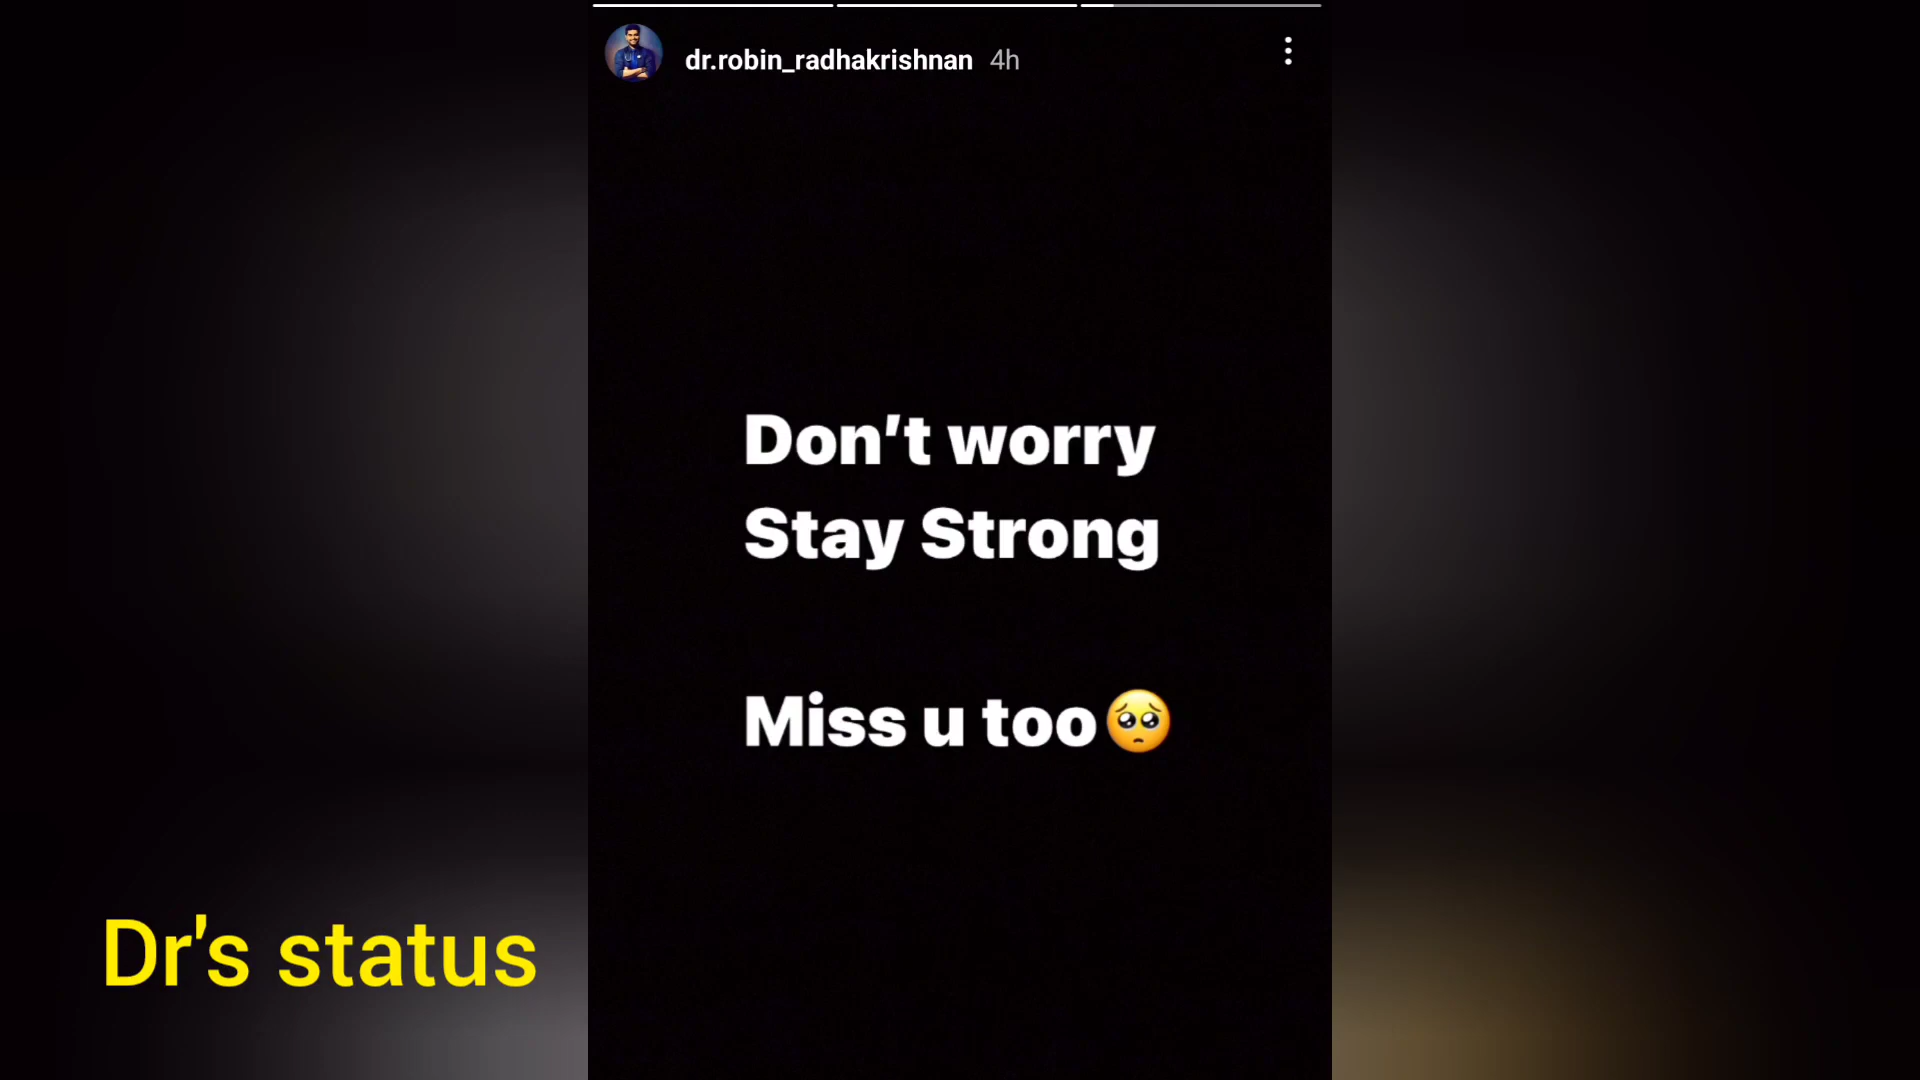 dr.robin_radhakrishnan 4h
Don’t worry
Stay Strong
Miss u too🥺
Dr's status